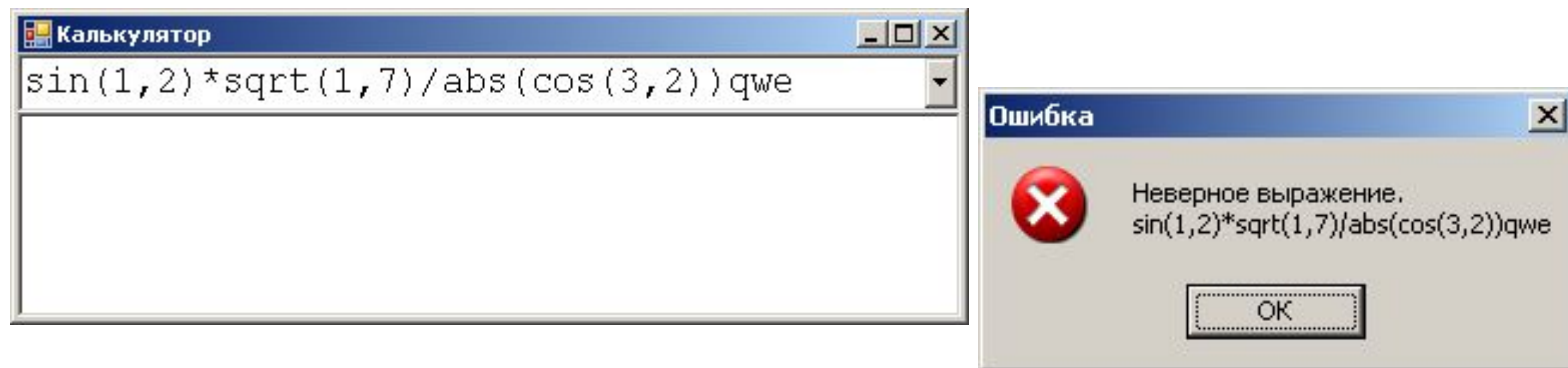 Калькулятор
sin(1,2)*sqrt(1,7)/abs(cos(3,2))qwe
Ошибка
Неверное выражение.
sin(1,2)*sqrt(1,7)/abs(cos(3,2))qwe
OK